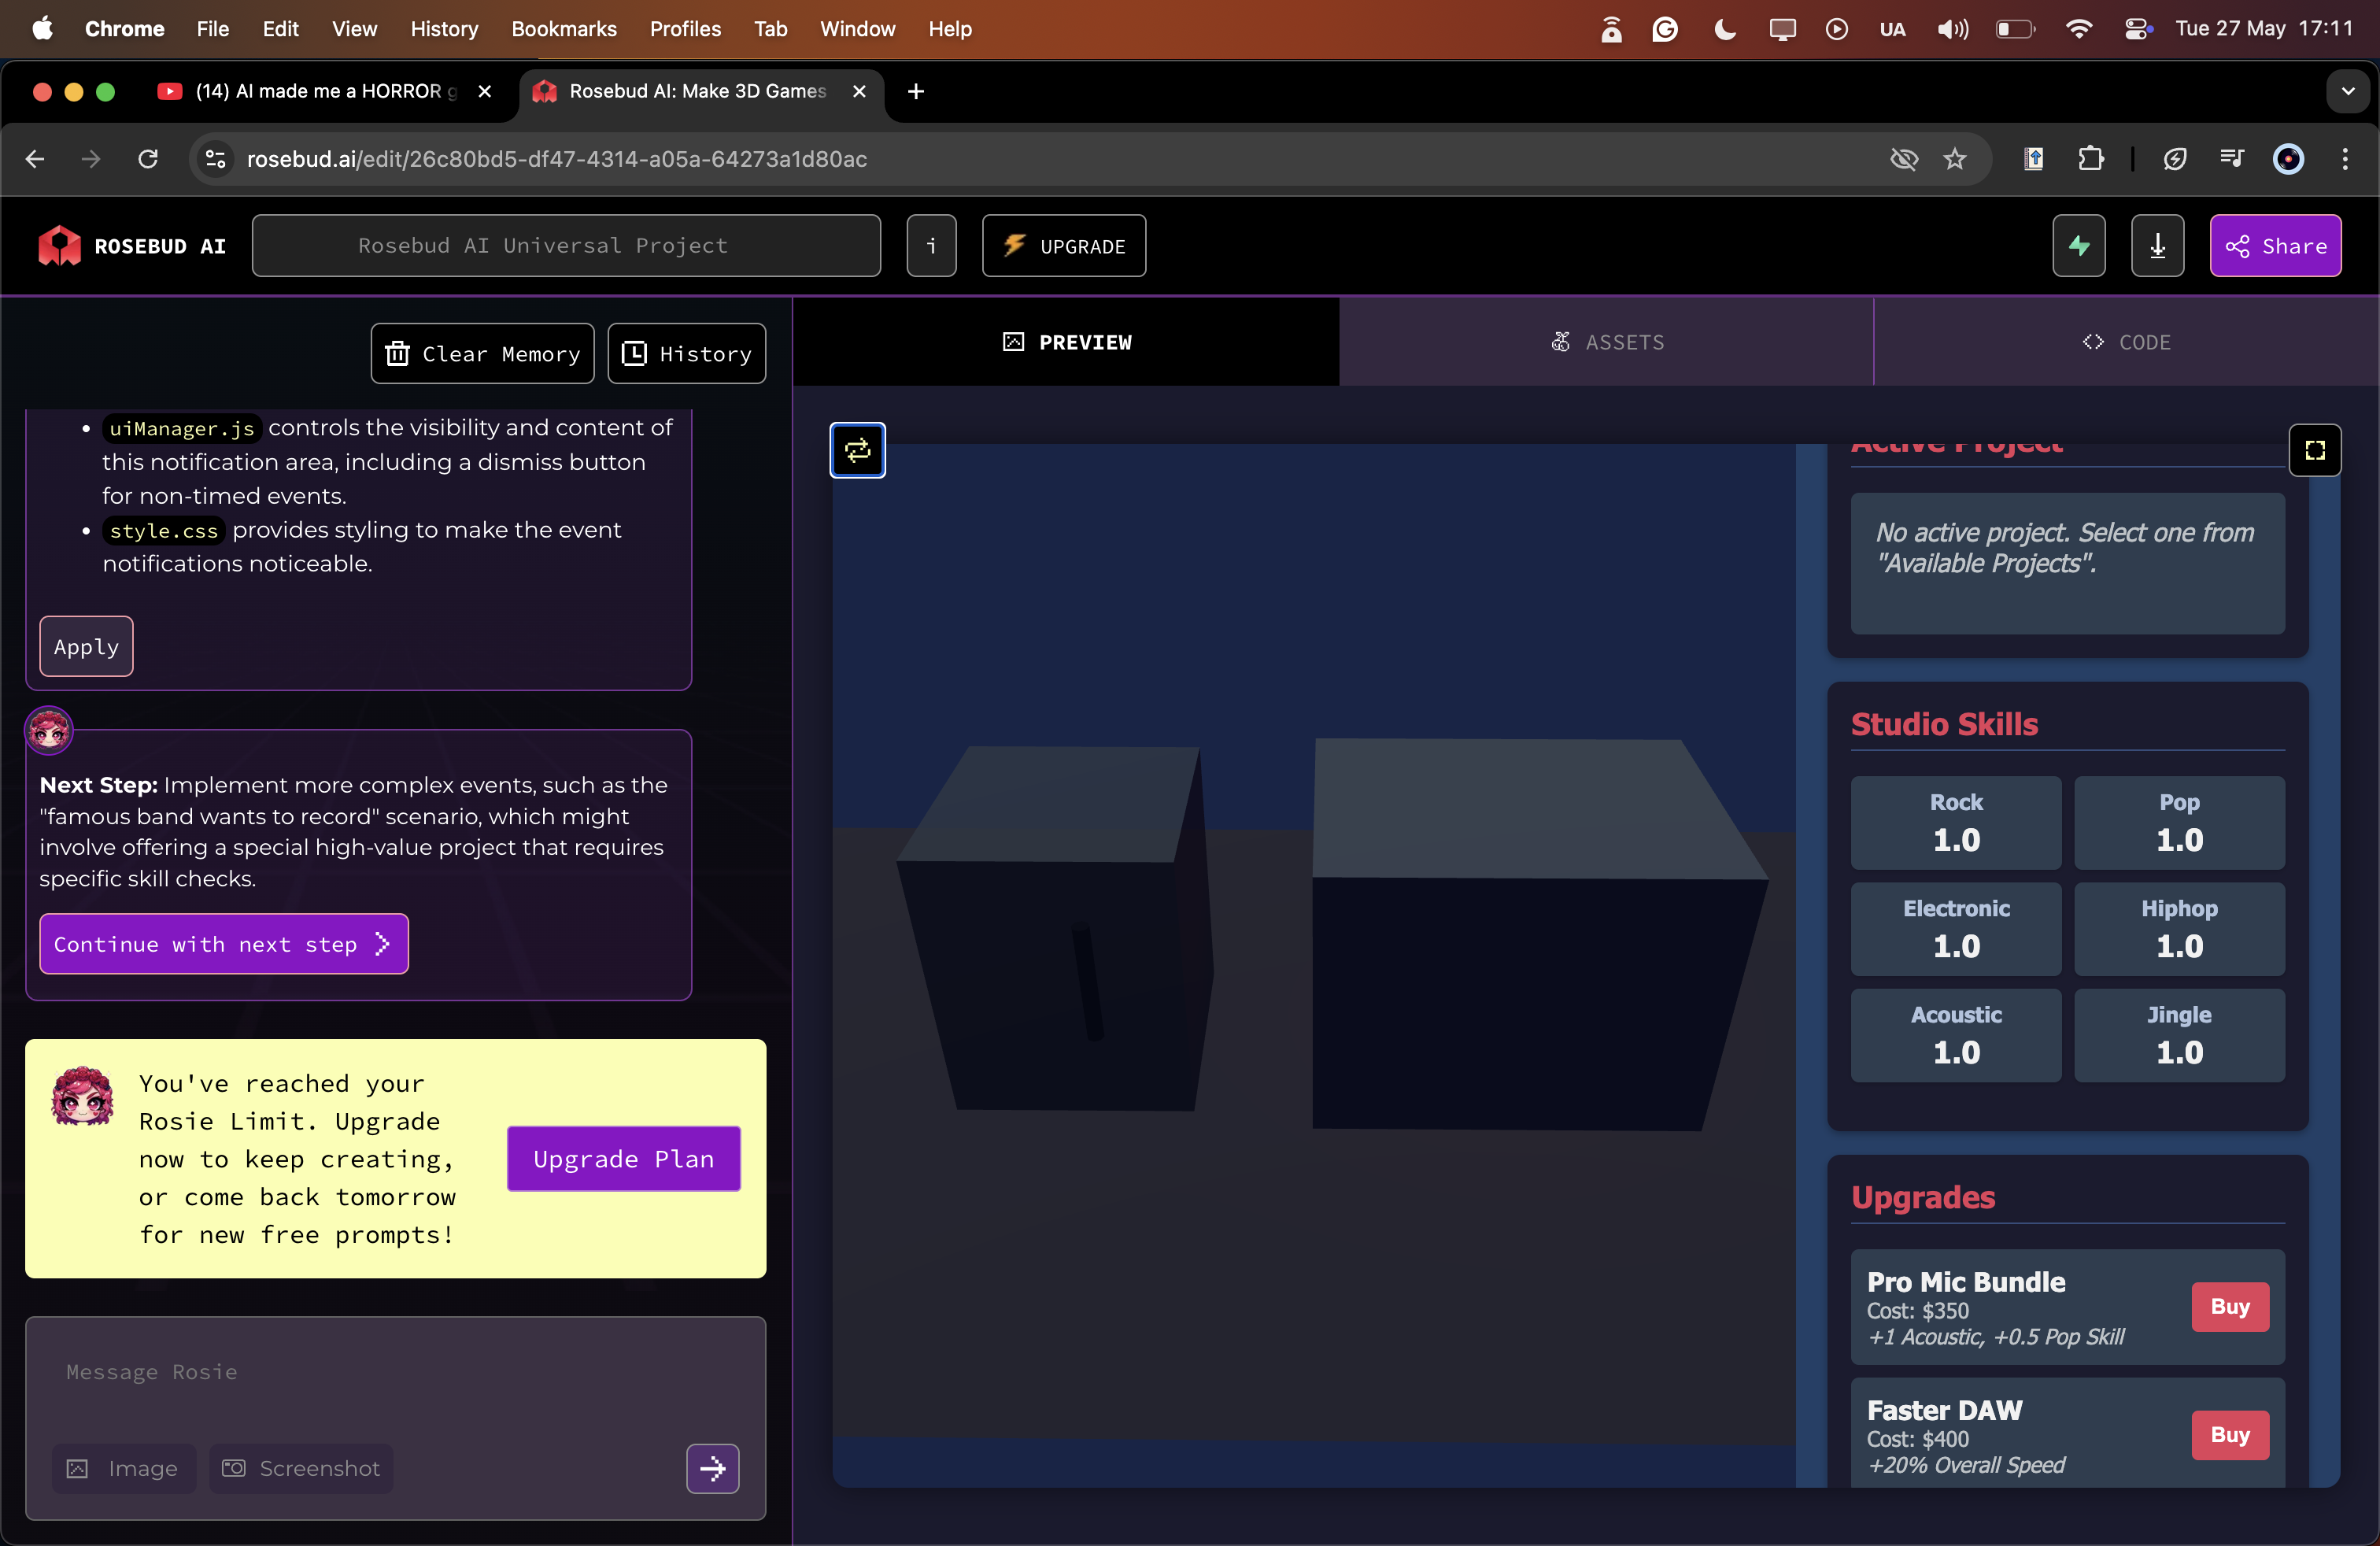 Chrome File Edit View History Bookmarks Profiles Tab Window Help UA Tue 27 May 17:11
(14) AI made me a HORROR g
Rosebud AI: Make 3D Games
rosebud.ai/edit/26c80bd5-df47-4314-a05a-64273a1d80ac
ROSEBUD AI
Rosebud AI Universal Project
i
UPGRADE
Share
Clear Memory
History
PREVIEW
ASSETS
CODE
• uiManager.js controls the visibility and content of
this notification area, including a dismiss button
for non-timed events.
• style.css provides styling to make the event
notifications noticeable.
Apply
Next Step: Implement more complex events, such as the
"famous band wants to record" scenario, which might
involve offering a special high-value project that requires
specific skill checks.
Continue with next step
You've reached your
Rosie Limit. Upgrade
now to keep creating,
or come back tomorrow
for new free prompts!
Upgrade Plan
Message Rosie
Image
Screenshot
Active Project
No active project. Select one from
"Available Projects".
Studio Skills
Rock
1.0
Pop
1.0
Electronic
1.0
Hiphop
1.0
Acoustic
1.0
Jingle
1.0
Upgrades
Pro Mic Bundle
Cost: $350
+1 Acoustic, +0.5 Pop Skill
Buy
Faster DAW
Cost: $400
+20% Overall Speed
Buy